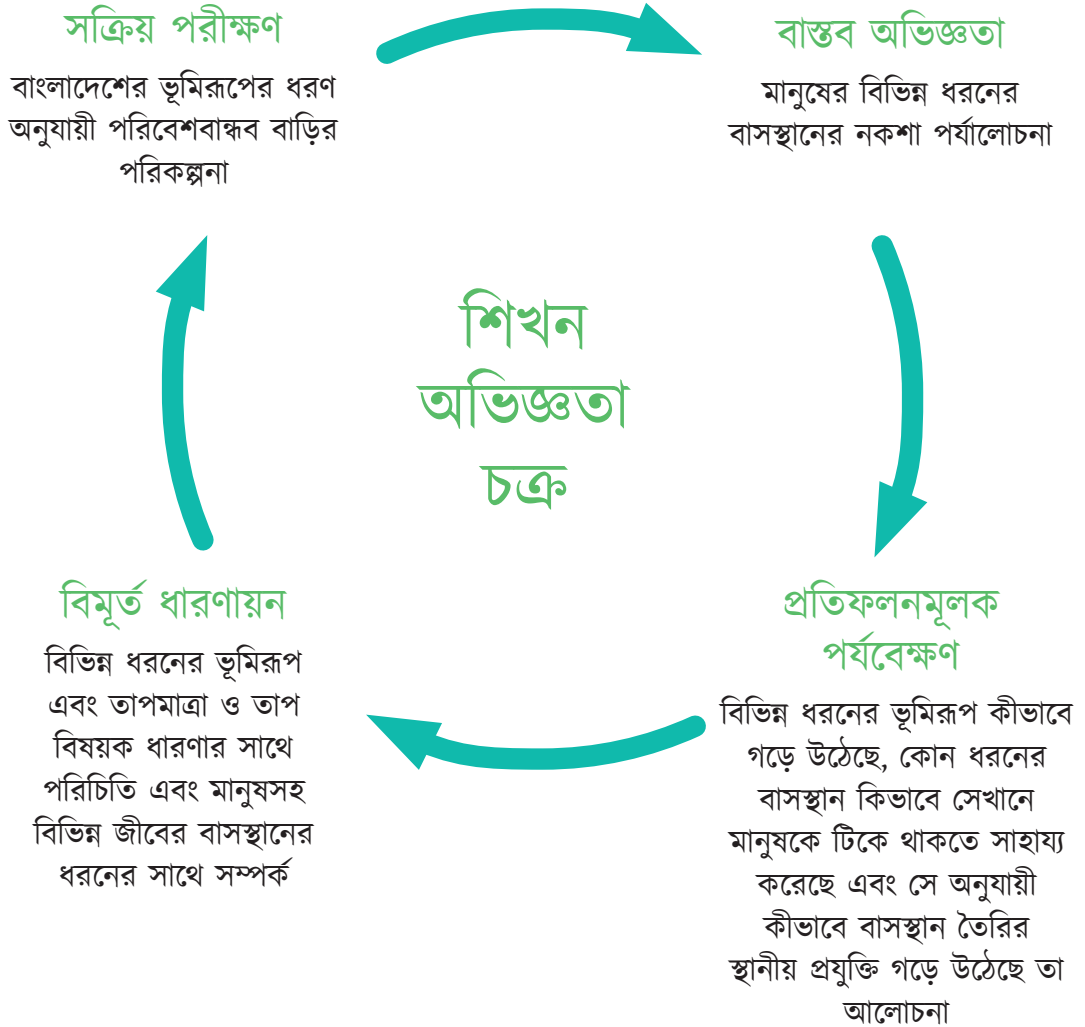 সক্রিয় পরীক্ষণ
বাংলাদেশের ভূমিরূপের ধরণ
অনুযায়ী পরিবেশবান্ধব বাড়ির
পরিকল্পনা
বাস্তব অভিজ্ঞতা
মানুষের বিভিন্ন ধরনের
বাসস্থানের নকশা পর্যালোচনা
শিখন
অভিজ্ঞতা
চক্র
প্রতিফলনমূলক
পর্যবেক্ষণ
বিভিন্ন ধরনের ভূমিরূপ কীভাবে
গড়ে উঠেছে, কোন ধরনের
বাসস্থান কিভাবে সেখানে
মানুষকে টিকে থাকতে সাহায্য
করেছে এবং সে অনুযায়ী
কীভাবে বাসস্থান তৈরির
স্থানীয় প্রযুক্তি গড়ে উঠেছে তা
আলোচনা
বিমূর্ত ধারণায়ন
বিভিন্ন ধরনের ভূমিরূপ
এবং তাপমাত্রা ও তাপ
বিষয়ক ধারণার সাথে
পরিচিতি এবং মানুষসহ
বিভিন্ন জীবের বাসস্থানের
ধরনের সাথে সম্পর্ক